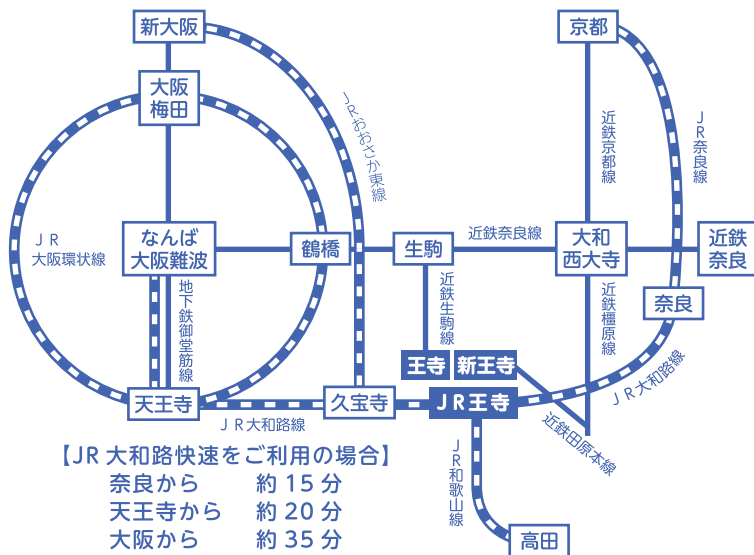 新大阪
京都
大阪
梅田
JRおおさか東線
近鉄京都線
JR奈良線
JR
大阪環状線
なんば
大阪難波
鶴橋
生駒
近鉄奈良線
大和
西大寺
近鉄
奈良
地下鉄御堂筋線
近鉄生駒線
近鉄橿原線
奈良
王寺
新王寺
天王寺
久宝寺
JR王寺
JR大和路線
JR大和路線
近鉄田原本線
JR和歌山線
高田
【JR大和路快速をご利用の場合】
奈良から 約15分
天王寺から 約20分
大阪から 約35分